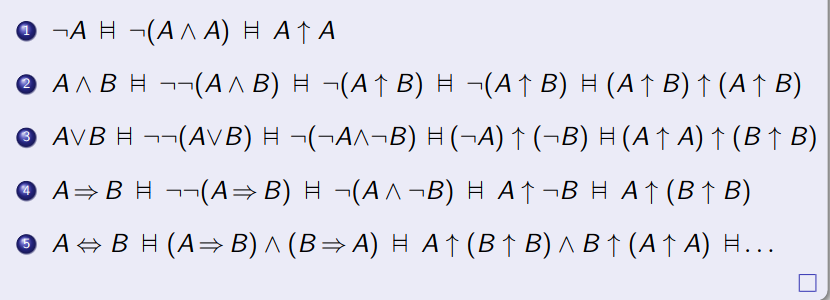 1 ¬A ⊨⊨ ¬(A ∧ A) ⊨⊨ A ↑ A
2 A ∧ B ⊨⊨ ¬¬(A ∧ B) ⊨⊨ ¬(A ↑ B) ⊨⊨ ¬(A ↑ B) ⊨⊨ (A ↑ B) ↑ (A ↑ B)
3 A∨B ⊨⊨ ¬¬(A∨B) ⊨⊨ ¬(¬A∧¬B) ⊨⊨ (¬A) ↑ (¬B) ⊨⊨ (A ↑ A) ↑ (B ↑ B)
4 A ⇒ B ⊨⊨ ¬¬(A ⇒ B) ⊨⊨ ¬(A ∧ ¬B) ⊨⊨ A ↑ ¬B ⊨⊨ A ↑ (B ↑ B)
5 A ⇔ B ⊨⊨ (A ⇒ B) ∧ (B ⇒ A) ⊨⊨ A ↑ (B ↑ B) ∧ B ↑ (A ↑ A) ⊨⊨ ...